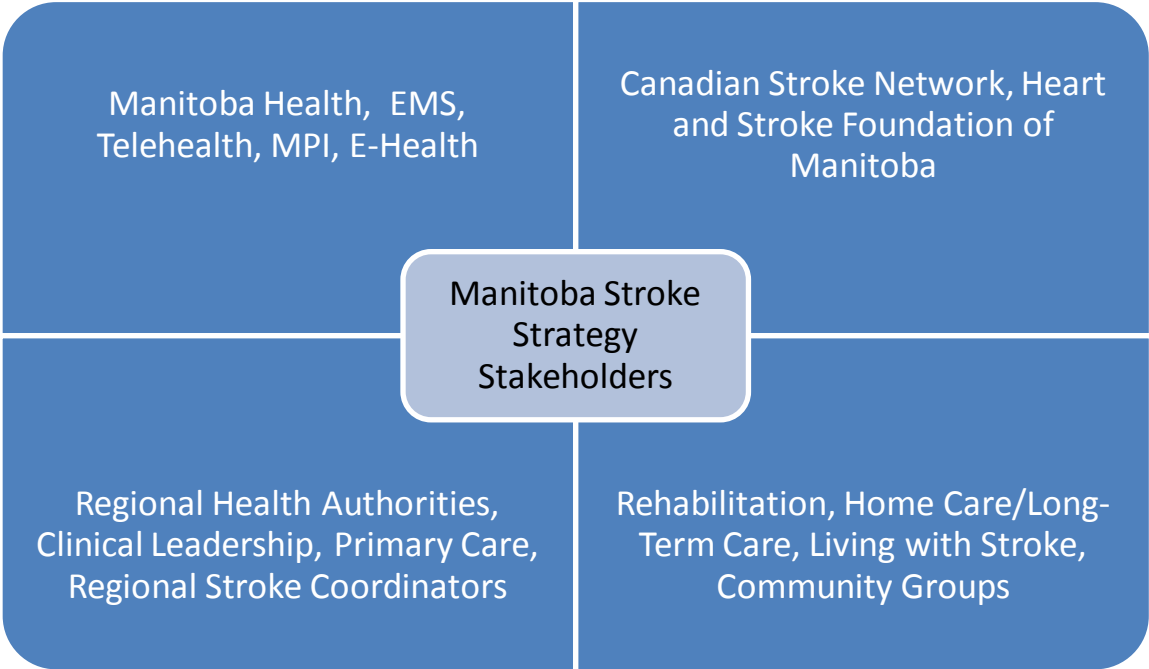 Manitoba Health, EMS,
Telehealth, MPI, E-Health
Canadian Stroke Network, Heart
and Stroke Foundation of
Manitoba
Manitoba Stroke
Strategy
Stakeholders
Regional Health Authorities,
Clinical Leadership, Primary Care,
Regional Stroke Coordinators
Rehabilitation, Home Care/Long-
Term Care, Living with Stroke,
Community Groups